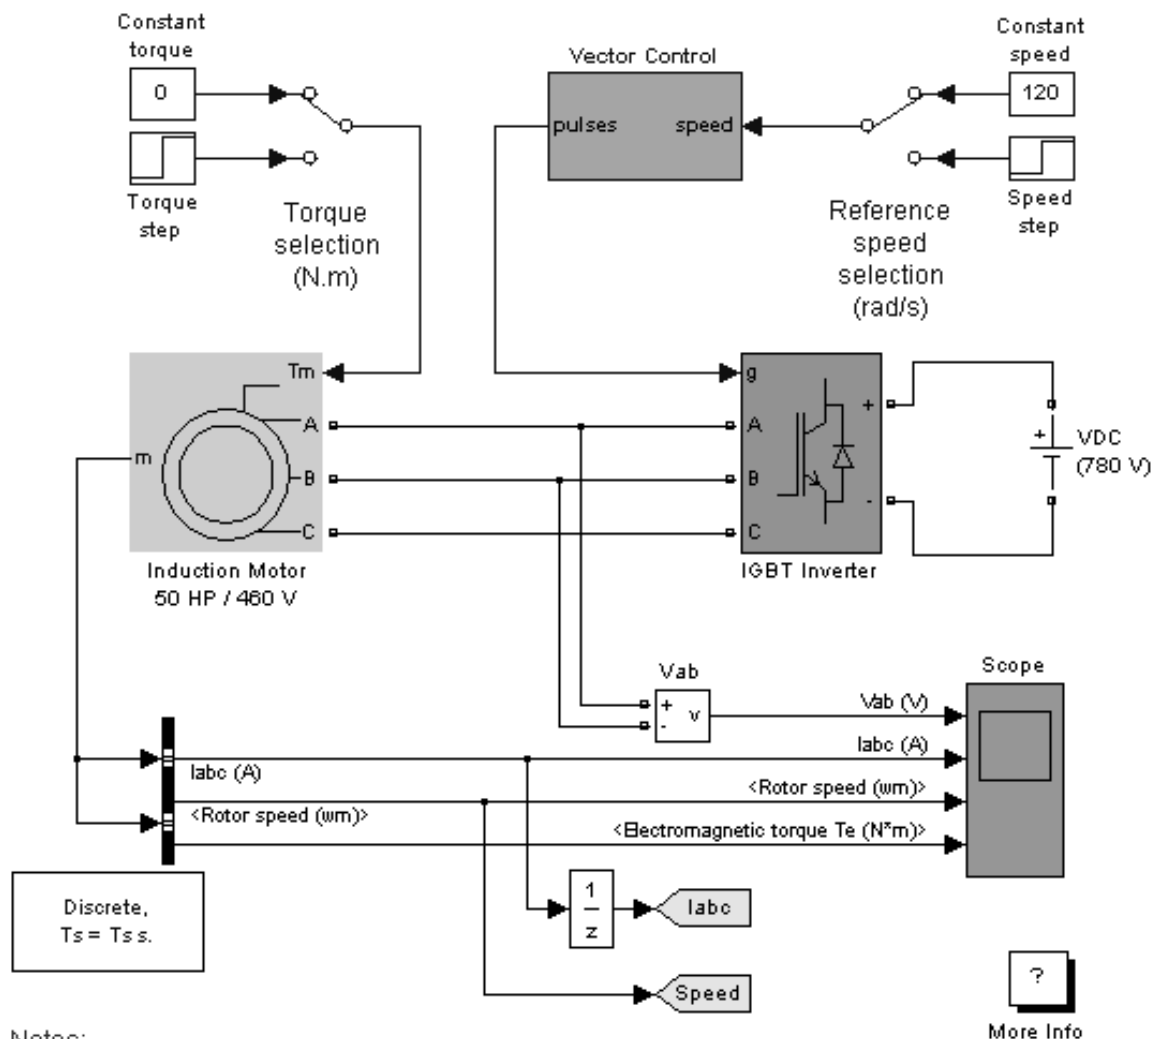 Constant
torque
0
Torque
step
Torque
selection
(N.m)
Vector Control
pulses
speed
Constant
speed
120
Speed
step
Reference
speed
selection
(rad/s)
Tm
A
B
C
m
Induction Motor
50 HP / 460 V
g
A
B
C
+
-
IGBT Inverter
+
VDC
(780 V)
Vab
+
-
v
Scope
Vab (V)
Iabc (A)
<Rotor speed (wm)>
<Electromagnetic torque Te (N*m)>
Iabc (A)
<Rotor speed (wm)>
Discrete,
Ts = Ts s.
1
z
Iabc
Speed
?
More Info
Notes: